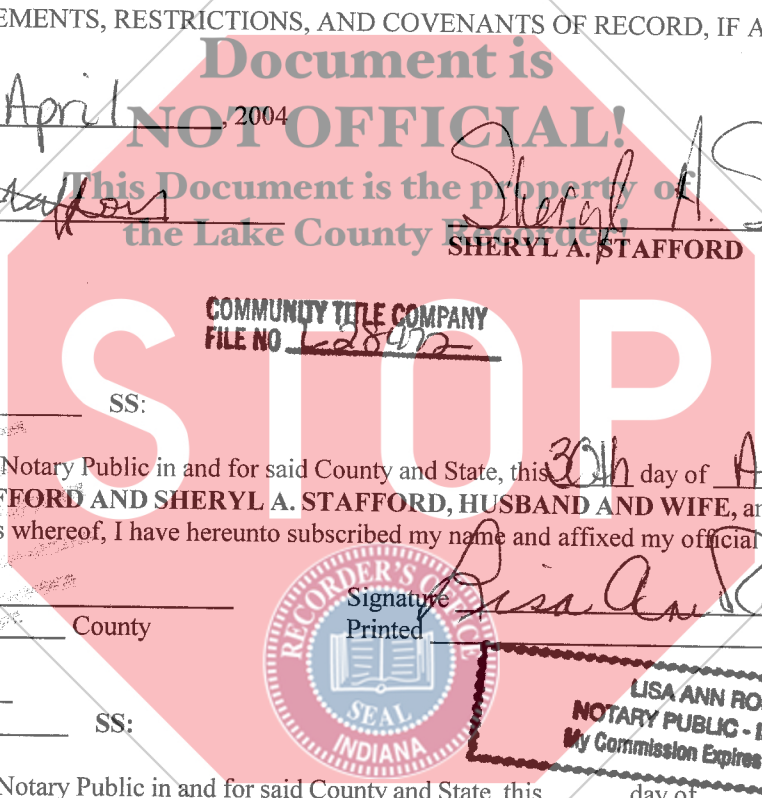 EMENTS, RESTRICTIONS, AND COVENANTS OF RECORD, IF A
Document is
April , 2004
NOT OFFICIAL!
This Document is the property of
the Lake County Recorder!
Sheryl A. S
SHERYL A. STAFFORD
COMMUNITY TITLE COMPANY
FILE NO L28472
STOP
SS:
Notary Public in and for said County and State, this 30th day of A
FFORD AND SHERYL A. STAFFORD, HUSBAND AND WIFE, an
s whereof, I have hereunto subscribed my name and affixed my official
RECORDER'S OFFICE
Signature Lisa Ann R
County
Printed
SEAL
INDIANA
LISA ANN RO
NOTARY PUBLIC - I
My Commission Expires
SS:
Notary Public in and for said County and State, this day of